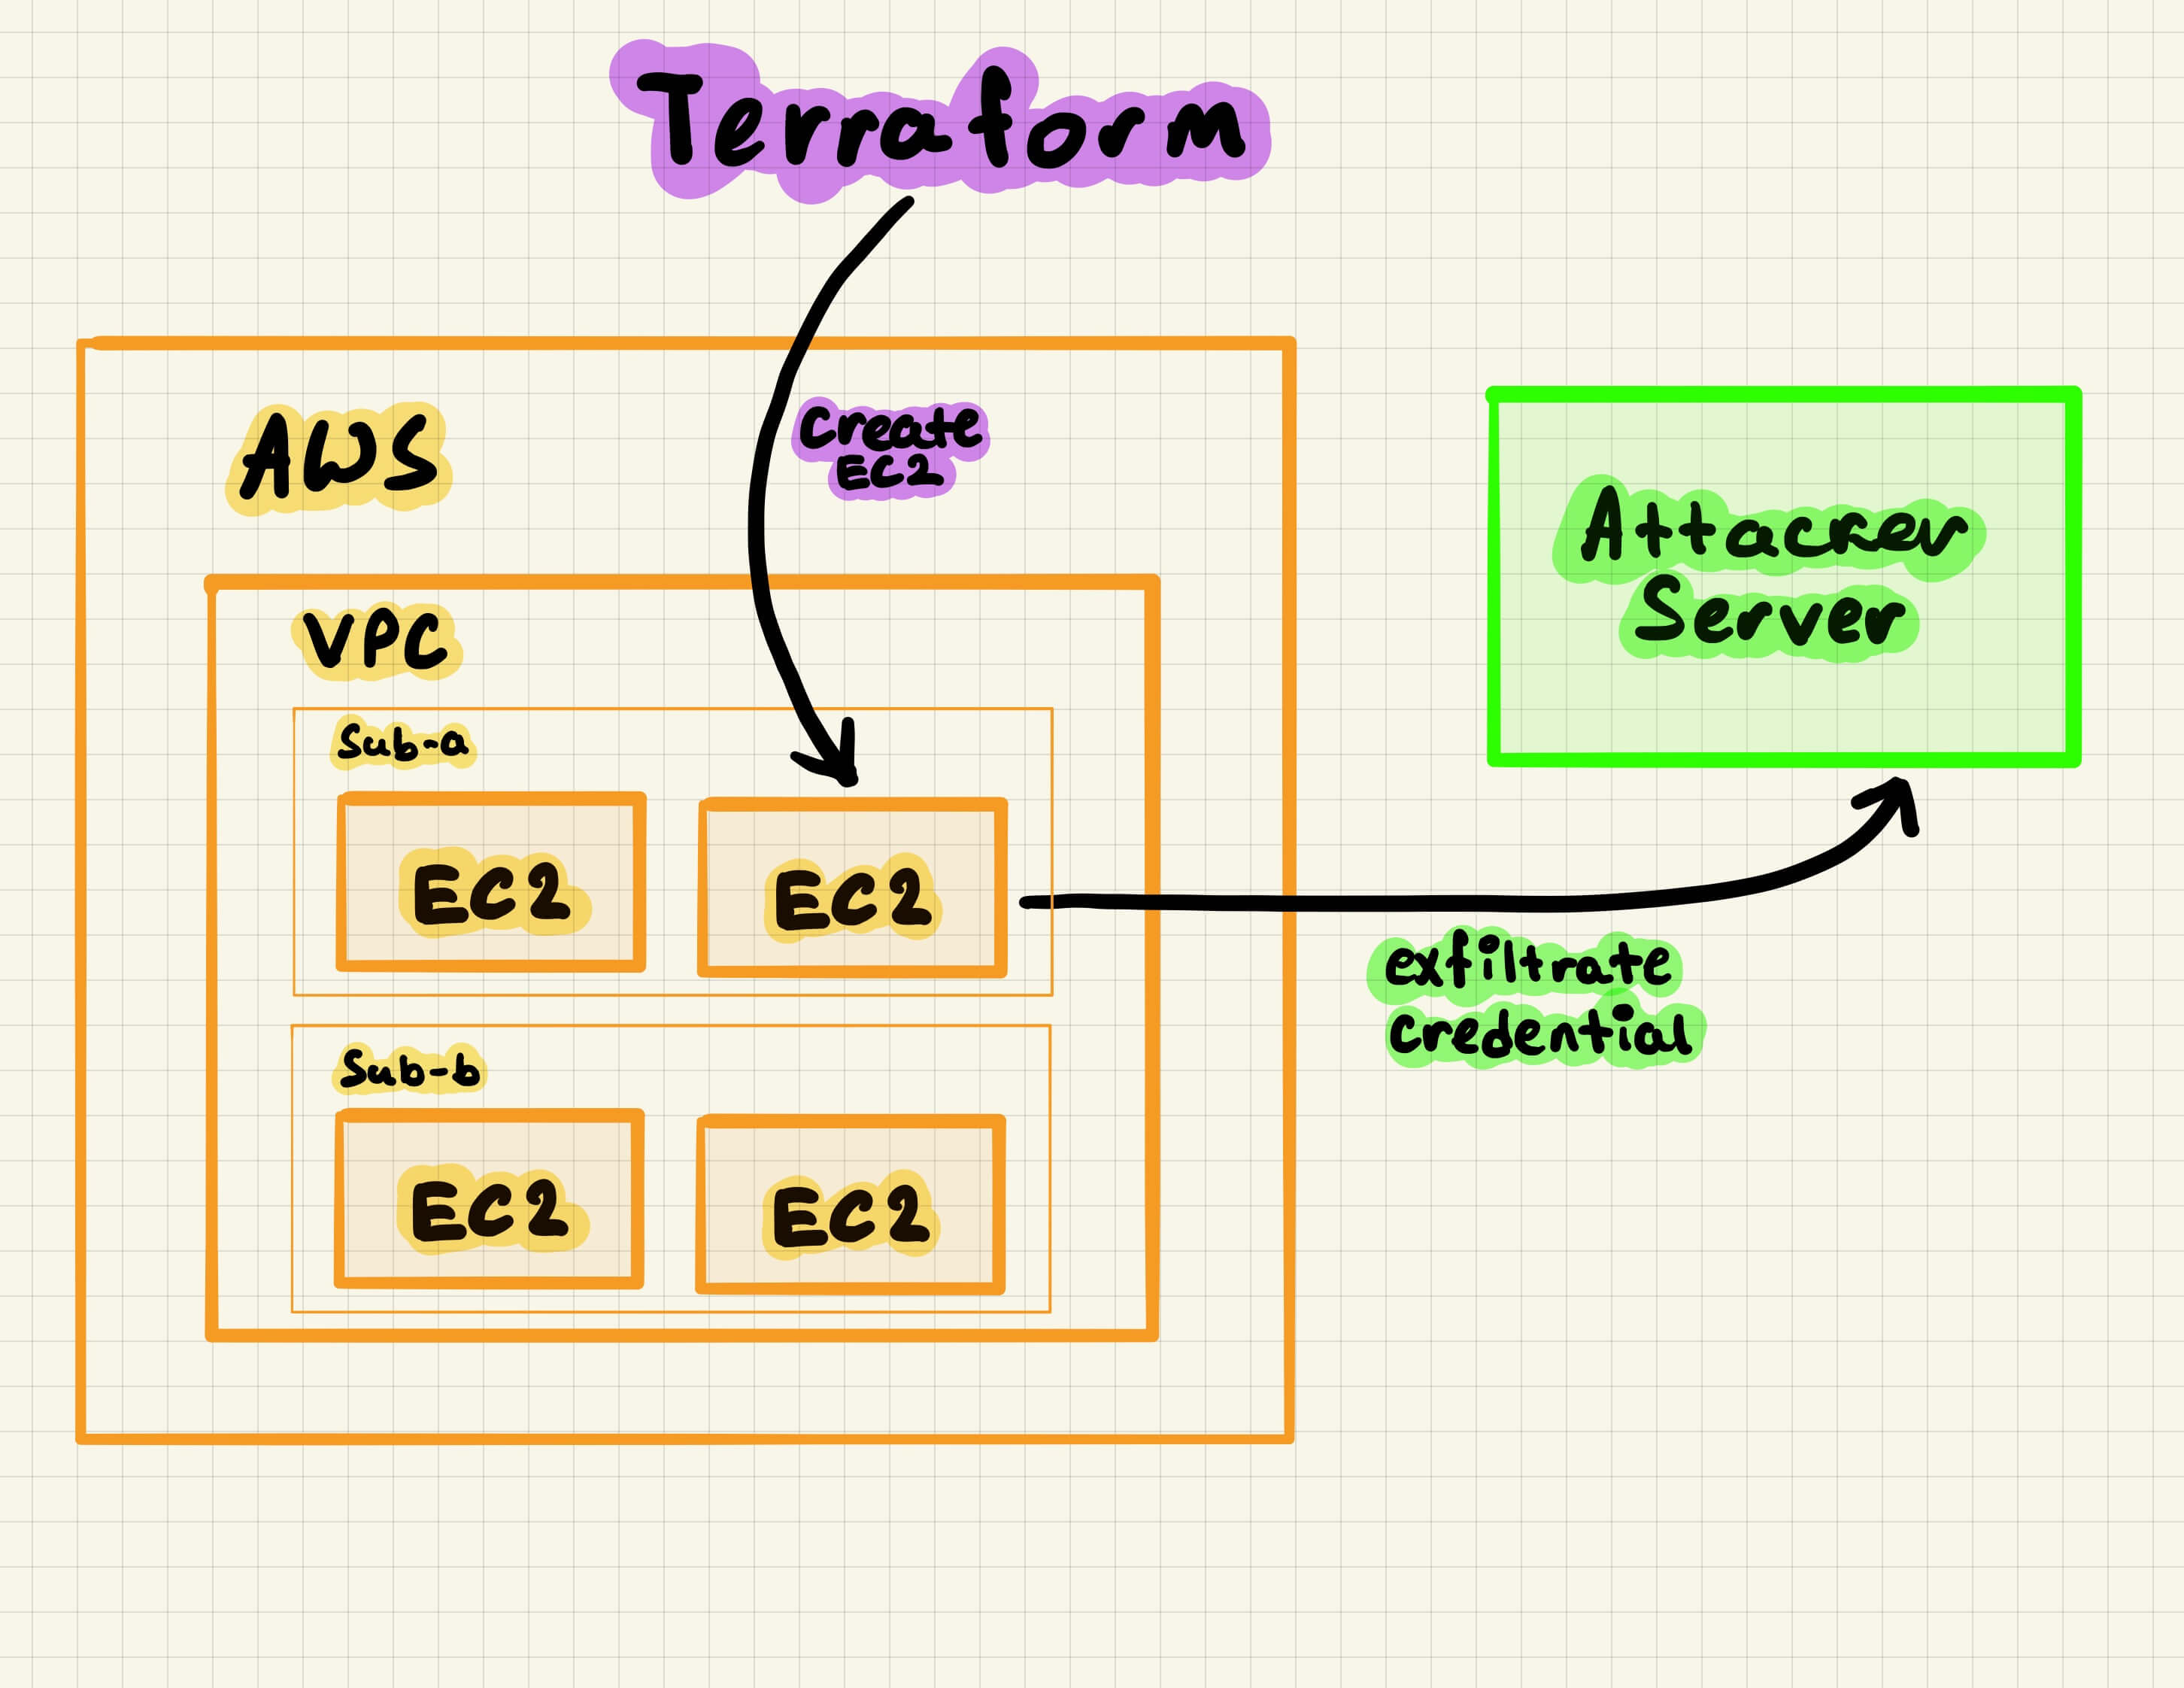 Terraform
AWS
Create
EC2
VPC
Sub-a
EC2
EC2
Sub-b
EC2
EC2
Attacker
Server
exfiltrate
credential